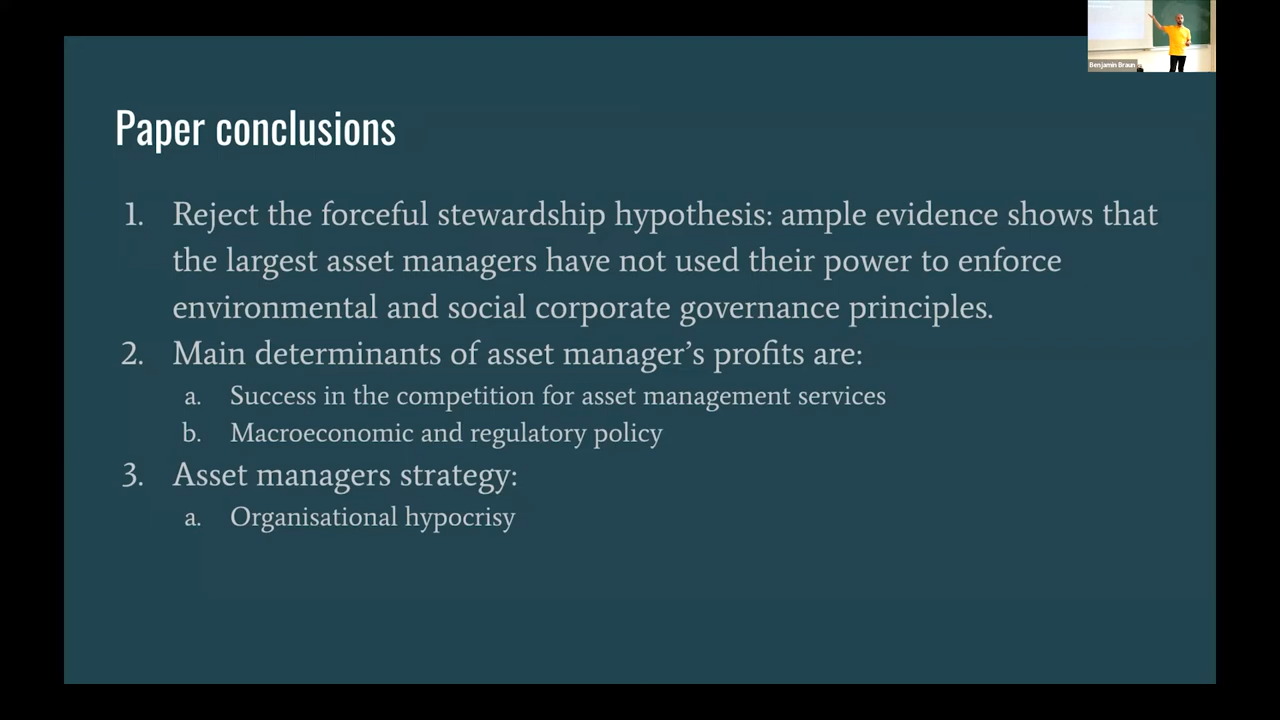 Benjamin Braun
Paper conclusions
1. Reject the forceful stewardship hypothesis: ample evidence shows that
the largest asset managers have not used their power to enforce
environmental and social corporate governance principles.
2. Main determinants of asset manager’s profits are:
a. Success in the competition for asset management services
b. Macroeconomic and regulatory policy
3. Asset managers strategy:
a. Organisational hypocrisy